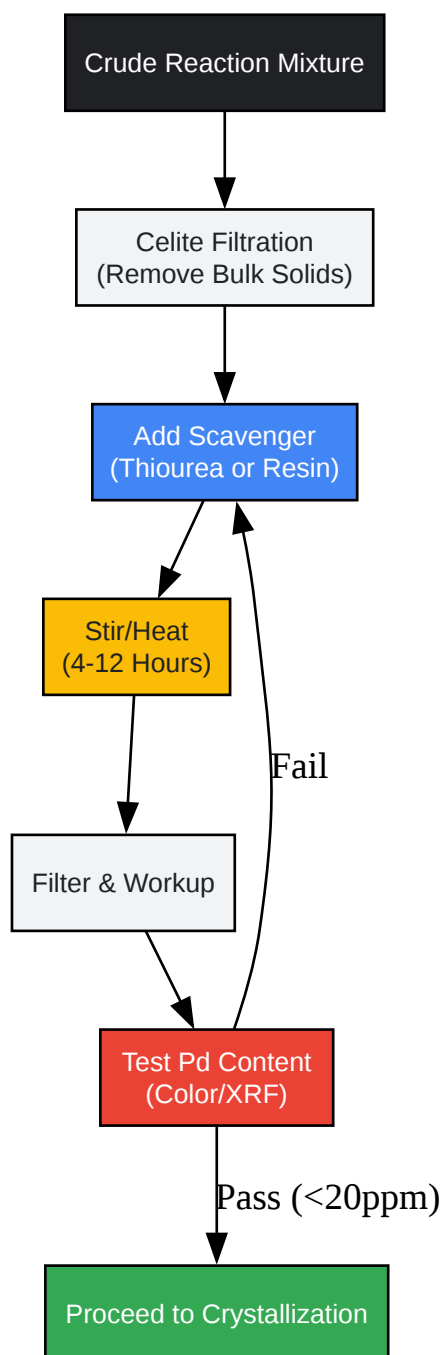 Crude Reaction Mixture
Celite Filtration
(Remove Bulk Solids)
Add Scavenger
(Thiourea or Resin)
Stir/Heat
(4-12 Hours)
Fail
Filter & Workup
Test Pd Content
(Color/XRF)
Pass (<20ppm)
Proceed to Crystallization